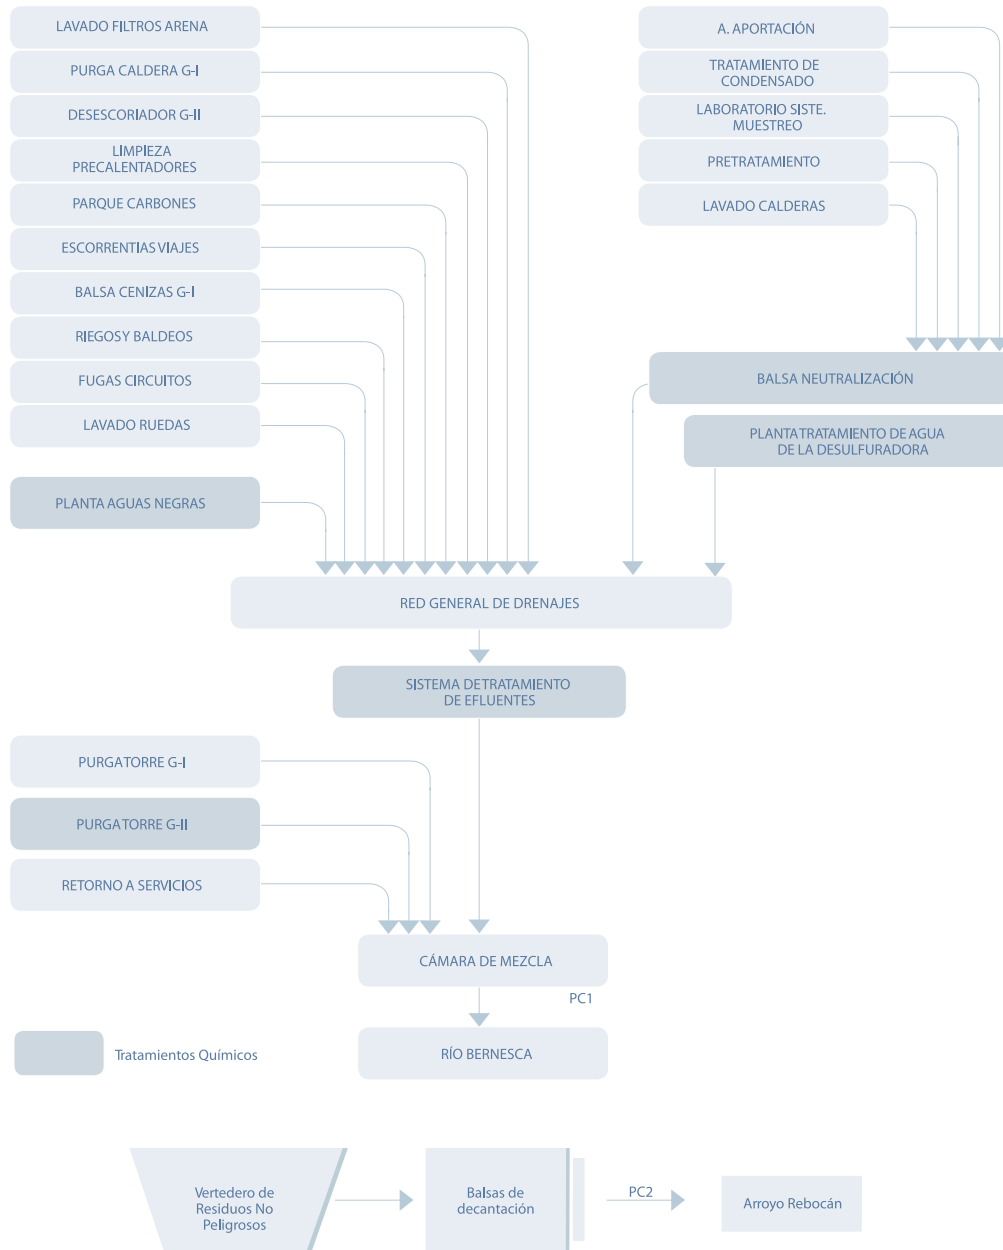 LAVADO FILTROS ARENA
PURGA CALDERA G-I
DESESCORIADOR G-II
LIMPIEZA
PRECALENTADORES
PARQUE CARBONES
ESCORRENTIAS VIAJES
BALSA CENIZAS G-I
RIEGOSY BALDEOS
FUGAS CIRCUITOS
LAVADO RUEDAS
PLANTA AGUAS NEGRAS
A. APORTACIÓN
TRATAMIENTO DE
CONDENSADO
LABORATORIO SISTE.
MUESTREO
PRETRATAMIENTO
LAVADO CALDERAS
BALSA NEUTRALIZACIÓN
PLANTATRATAMIENTO DE AGUA
DE LA DESULFURADORA
RED GENERAL DE DRENAJES
SISTEMA DETRATAMIENTO
DE EFLUENTES
PURGATORRE G-I
PURGATORRE G-II
RETORNO A SERVICIOS
CÁMARA DE MEZCLA
PC1
RÍO BERNESCA
Tratamientos Químicos
Vertedero de
Residuos No
Peligrosos
Balsas de
decantación
PC2
Arroyo Rebocán